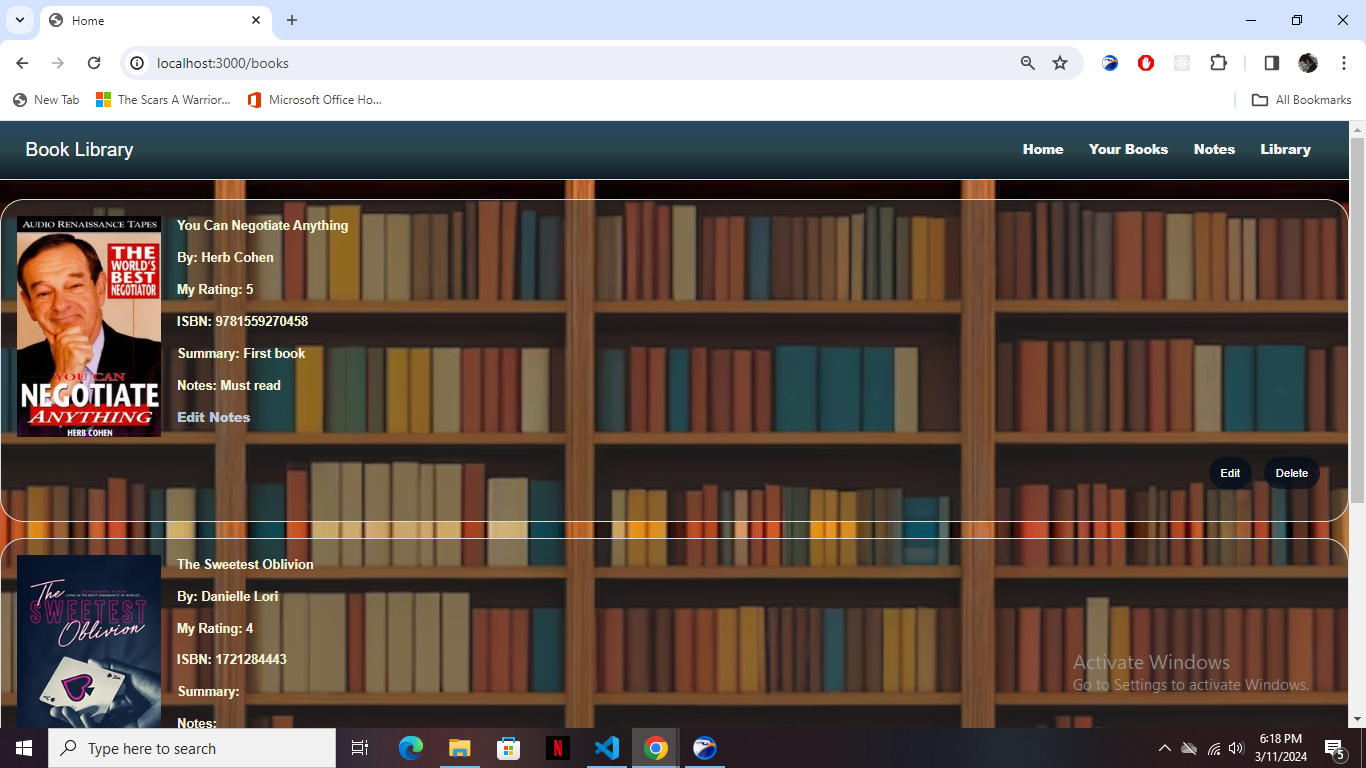 Home
localhost:3000/books
New Tab
The Scars A Warrior...
Microsoft Office Ho...
All Bookmarks
Book Library
Home
Your Books
Notes
Library
AUDIO RENAISSANCE TAPES
THE
WORLD'S
BEST
NEGOTIATOR
YOU CAN
NEGOTIATE
ANYTHING
HERB COHEN
You Can Negotiate Anything
By: Herb Cohen
My Rating: 5
ISBN: 9781559270458
Summary: First book
Notes: Must read
Edit Notes
Edit
Delete
The
SWEETEST
Oblivion
The Sweetest Oblivion
By: Danielle Lori
My Rating: 4
ISBN: 1721284443
Summary:
Notes:
Activate Windows
Go to Settings to activate Windows.
Type here to search
N
6:18 PM
3/11/2024
5